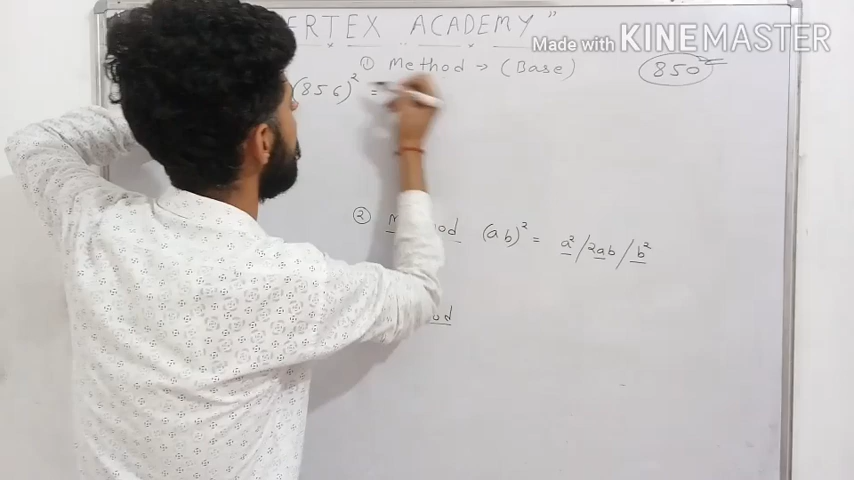 ERTEX ACADEMY "
Made with KINEMASTER
① Method → (Base)
850
(856)² =
② (ab)² = a² / 2ab / b²